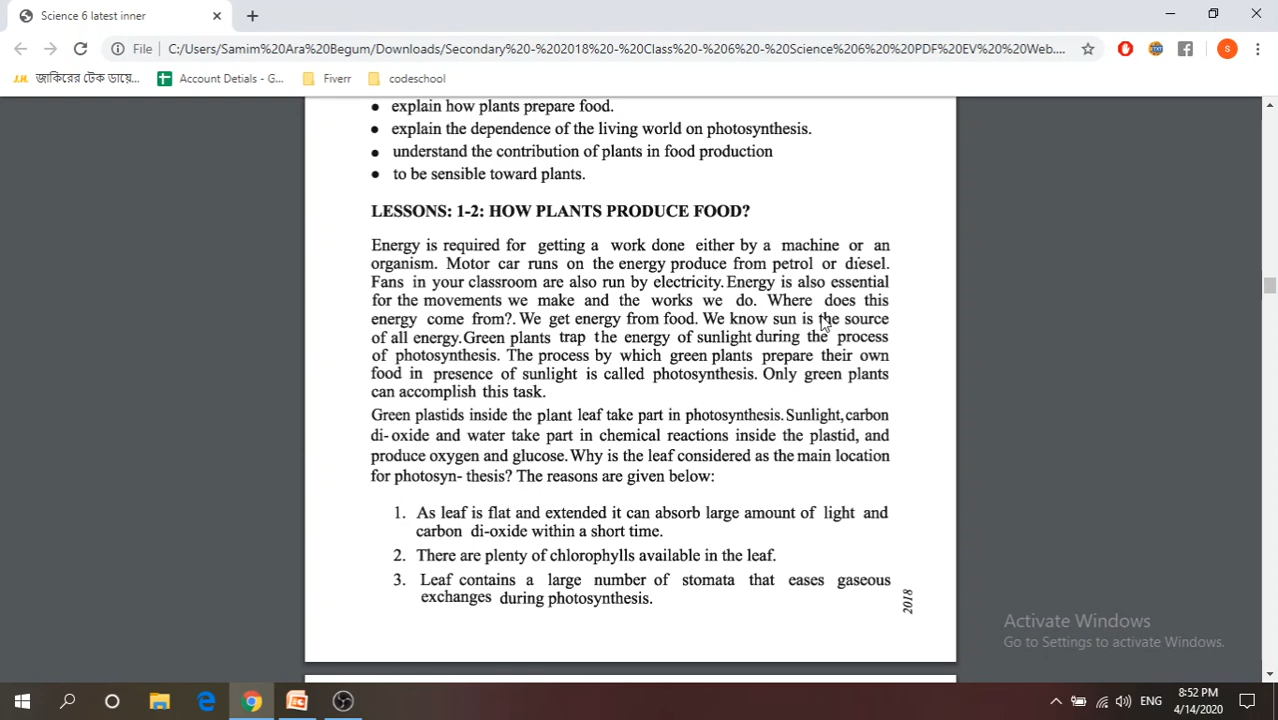 Science 6 latest inner
File
C:/Users/Samim%20Ara%20Begum/Downloads/Secondary%20-%202018%20-%20Class%20-%206%20-%20Science%206%20%20PDF%20EV%20%20Web....
S
J.H. জাকিরের টেক ডায়ে...
Account Detials - G...
Fiverr
codeschool
• explain how plants prepare food.
• explain the dependence of the living world on photosynthesis.
• understand the contribution of plants in food production
• to be sensible toward plants.
LESSONS: 1-2: HOW PLANTS PRODUCE FOOD?
Energy is required for getting a work done either by a machine or an
organism. Motor car runs on the energy produce from petrol or diesel.
Fans in your classroom are also run by electricity. Energy is also essential
for the movements we make and the works we do. Where does this
energy come from?. We get energy from food. We know sun is the source
of all energy. Green plants trap the energy of sunlight during the process
of photosynthesis. The process by which green plants prepare their own
food in presence of sunlight is called photosynthesis. Only green plants
can accomplish this task.
Green plastids inside the plant leaf take part in photosynthesis. Sunlight, carbon
di-oxide and water take part in chemical reactions inside the plastid, and
produce oxygen and glucose. Why is the leaf considered as the main location
for photosyn- thesis? The reasons are given below:
1. As leaf is flat and extended it can absorb large amount of light and
carbon di-oxide within a short time.
2. There are plenty of chlorophylls available in the leaf.
3. Leaf contains a large number of stomata that eases gaseous
exchanges during photosynthesis.
2018
Activate Windows
Go to Settings to activate Windows.
ENG
8:52 PM
4/14/2020